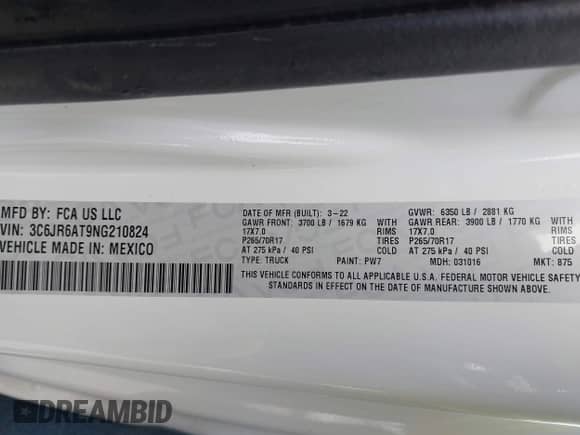 MFD BY: FCA US LLC
VIN: 3C6JR6AT9NG210824
VEHICLE MADE IN: MEXICO
DATE OF MFR (BUILT): 3-22 GVWR: 6350 LB / 2881 KG
GAWR FRONT: 3700 LB / 1679 KG GAWR REAR: 3900 LB / 1770 KG
17X7.0 RIMS 17X7.0 RIMS
P265/70R17 TIRES P265/70R17 TIRES
AT 275 kPa / 40 PSI COLD AT 275 kPa / 40 PSI COLD
TYPE: TRUCK PAINT: PW7 MDH: 031016 MKT: 875
THIS VEHICLE CONFORMS TO ALL APPLICABLE U.S.A. FEDERAL MOTOR VEHICLE SAFETY
STANDARDS IN EFFECT ON THE DATE OF MANUFACTURE SHOWN ABOVE.
DREAMBID